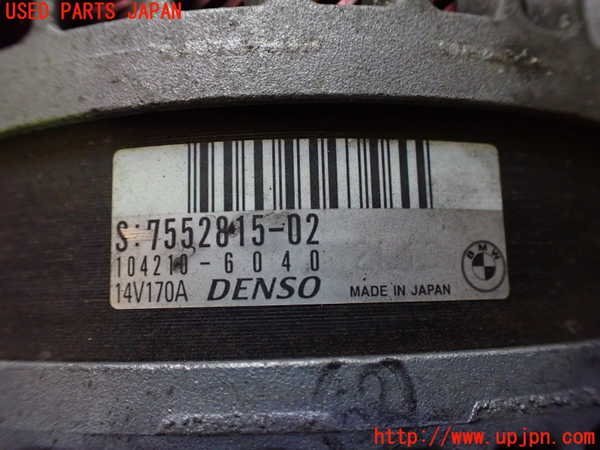 USED PARTS JAPAN
S:7552815-02
104210-6040
14V170A DENSO MADE IN JAPAN
BMW
http://www.upjpn.com